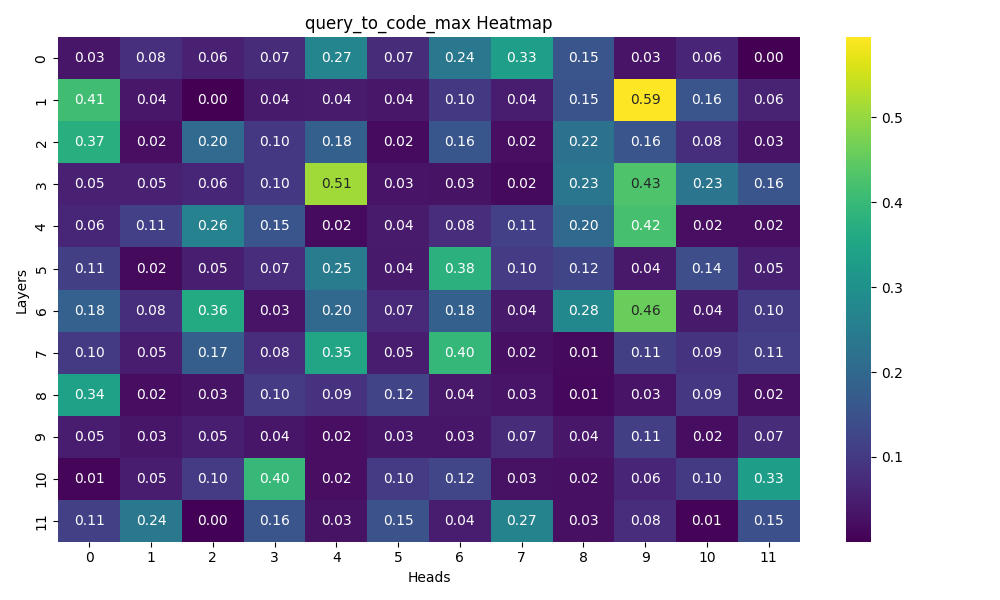 query_to_code_max Heatmap
0 0.03 0.08 0.06 0.07 0.27 0.07 0.24 0.33 0.15 0.03 0.06 0.00
1 0.41 0.04 0.00 0.04 0.04 0.04 0.10 0.04 0.15 0.59 0.16 0.06
2 0.37 0.02 0.20 0.10 0.18 0.02 0.16 0.02 0.22 0.16 0.08 0.03
3 0.05 0.05 0.06 0.10 0.51 0.03 0.03 0.02 0.23 0.43 0.23 0.16
4 0.06 0.11 0.26 0.15 0.02 0.04 0.08 0.11 0.20 0.42 0.02 0.02
5 0.11 0.02 0.05 0.07 0.25 0.04 0.38 0.10 0.12 0.04 0.14 0.05
6 0.18 0.08 0.36 0.03 0.20 0.07 0.18 0.04 0.28 0.46 0.04 0.10
7 0.10 0.05 0.17 0.08 0.35 0.05 0.40 0.02 0.01 0.11 0.09 0.11
8 0.34 0.02 0.03 0.10 0.09 0.12 0.04 0.03 0.01 0.03 0.09 0.02
9 0.05 0.03 0.05 0.04 0.02 0.03 0.03 0.07 0.04 0.11 0.02 0.07
10 0.01 0.05 0.10 0.40 0.02 0.10 0.12 0.03 0.02 0.06 0.10 0.33
11 0.11 0.24 0.00 0.16 0.03 0.15 0.04 0.27 0.03 0.08 0.01 0.15
0 1 2 3 4 5 6 7 8 9 10 11
Heads
Layers
0.5
0.4
0.3
0.2
0.1